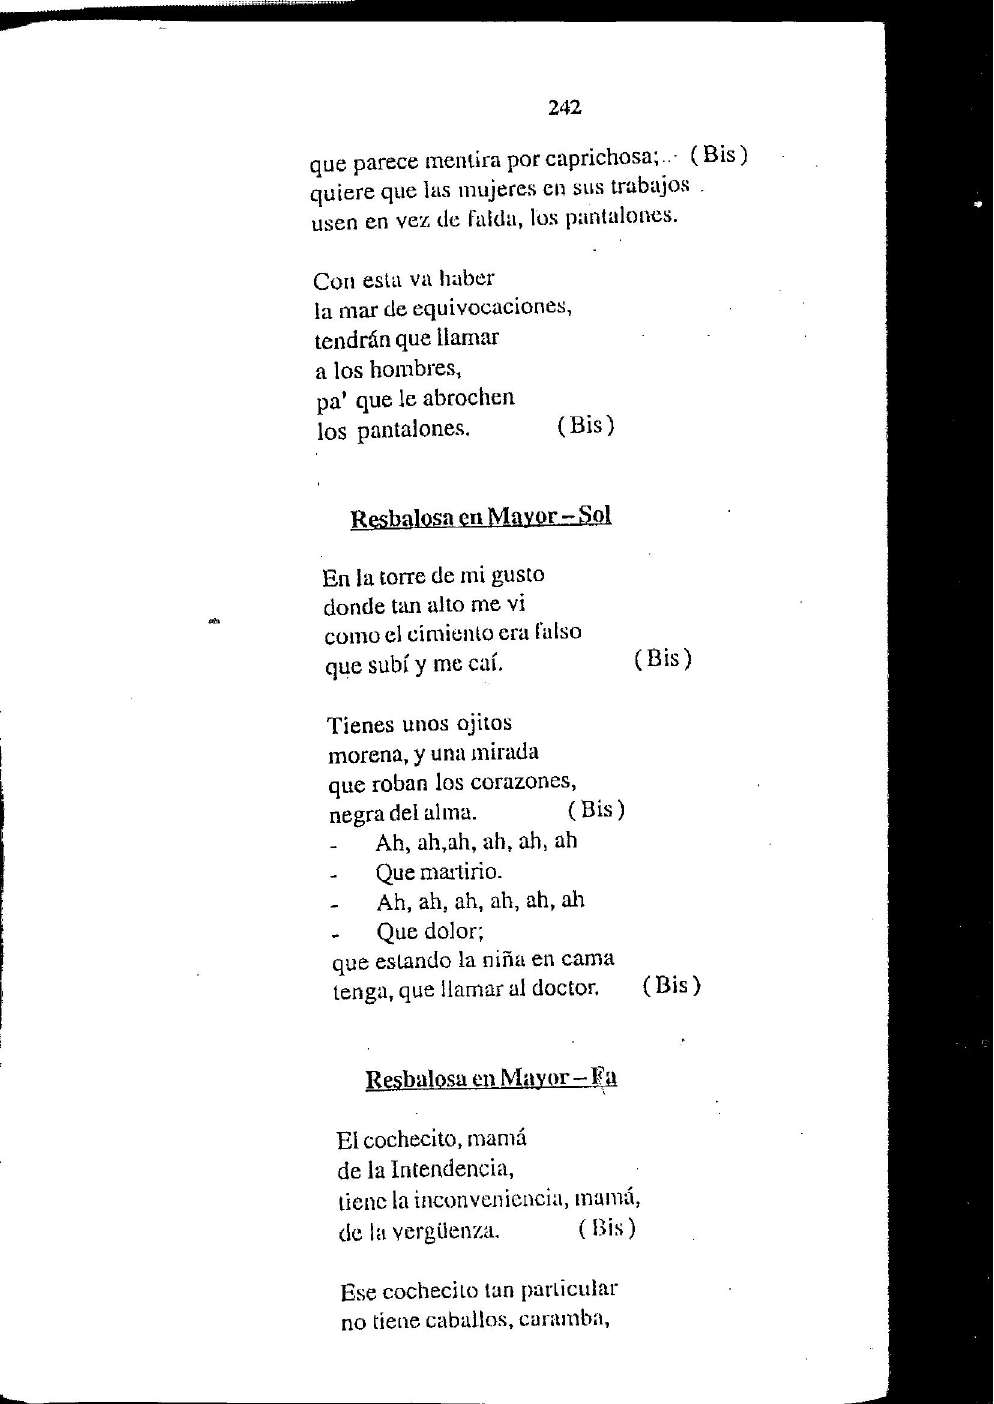 242
que parece mentira por caprichosa; (Bis)
quiere que las mujeres en sus trabajos
usen en vez de falda, los pantalones.
Con esta va haber
la mar de equivocaciones,
tendrán que llamar
a los hombres,
pa' que le abrochen
los pantalones. (Bis)
Resbalosa en Mayor – Sol
En la torre de mi gusto
donde tan alto me vi
como el cimiento era falso
que subí y me caí. (Bis)
Tienes unos ojitos
morena, y una mirada
que roban los corazones,
negra del alma. (Bis)
- Ah, ah,ah, ah, ah, ah
- Que martirio.
- Ah, ah, ah, ah, ah, ah
- Que dolor;
que estando la niña en cama
tenga, que llamar al doctor. (Bis)
Resbalosa en Mayor – Fa
El cochecito, mamá
de la Intendencia,
tiene la inconveniencia, mamá,
de la vergüenza. (Bis)
Ese cochecito tan particular
no tiene caballos, caramba,